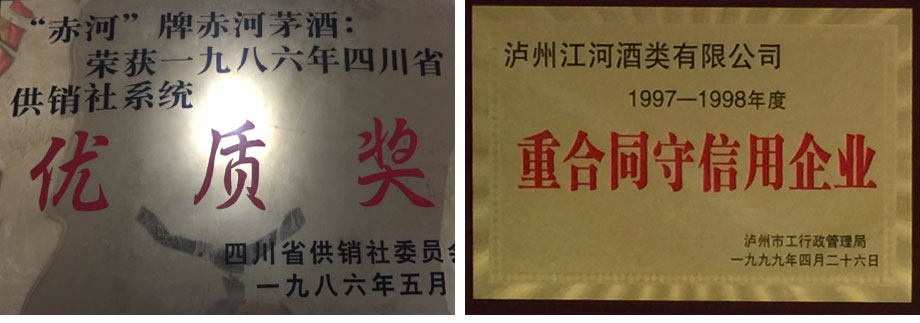 “赤河”牌赤河茅酒：
荣获一九八六年四川省
供销社系统
优质奖
四川省供销社委员会
一九八六年五月
泸州江河酒类有限公司
1997—1998年度
重合同守信用企业
泸州市工行政管理局
一九九九年四月二十六日